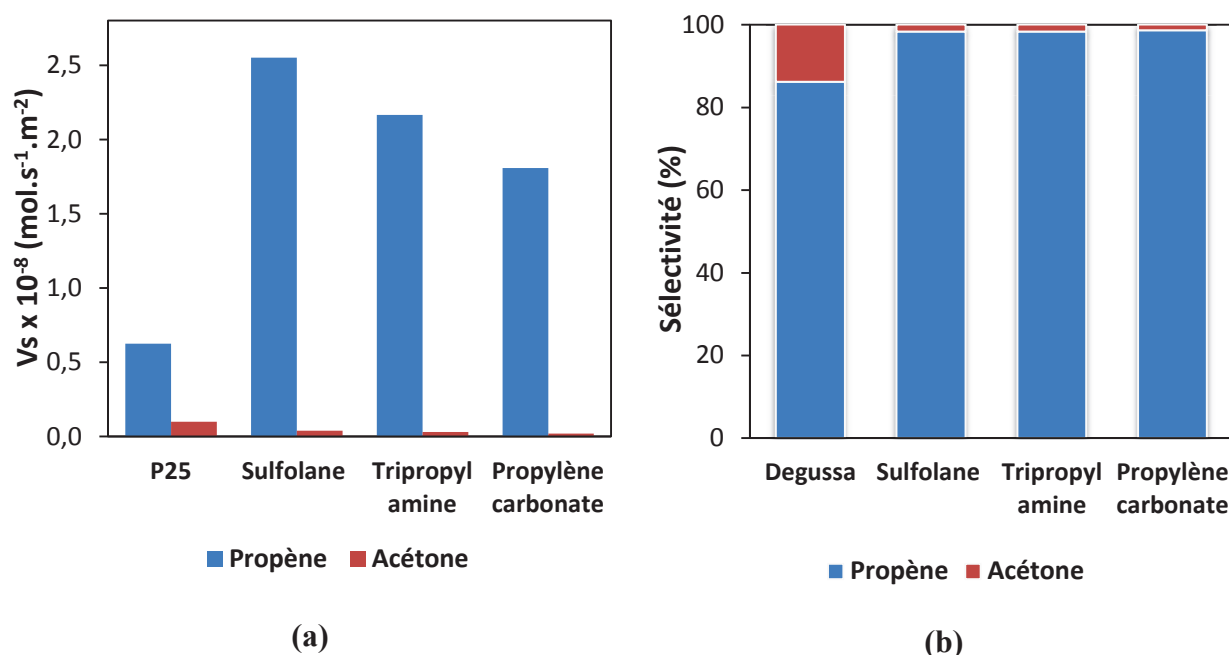 Vs x 10⁻⁸ (mol.s⁻¹.m⁻²)
2,5
2,0
1,5
1,0
0,5
0,0
P25 Sulfolane Tripropyl amine Propylène carbonate
Propène Acétone
(a)
Sélectivité (%)
100
80
60
40
20
0
Degussa Sulfolane Tripropyl amine Propylène carbonate
Propène Acétone
(b)